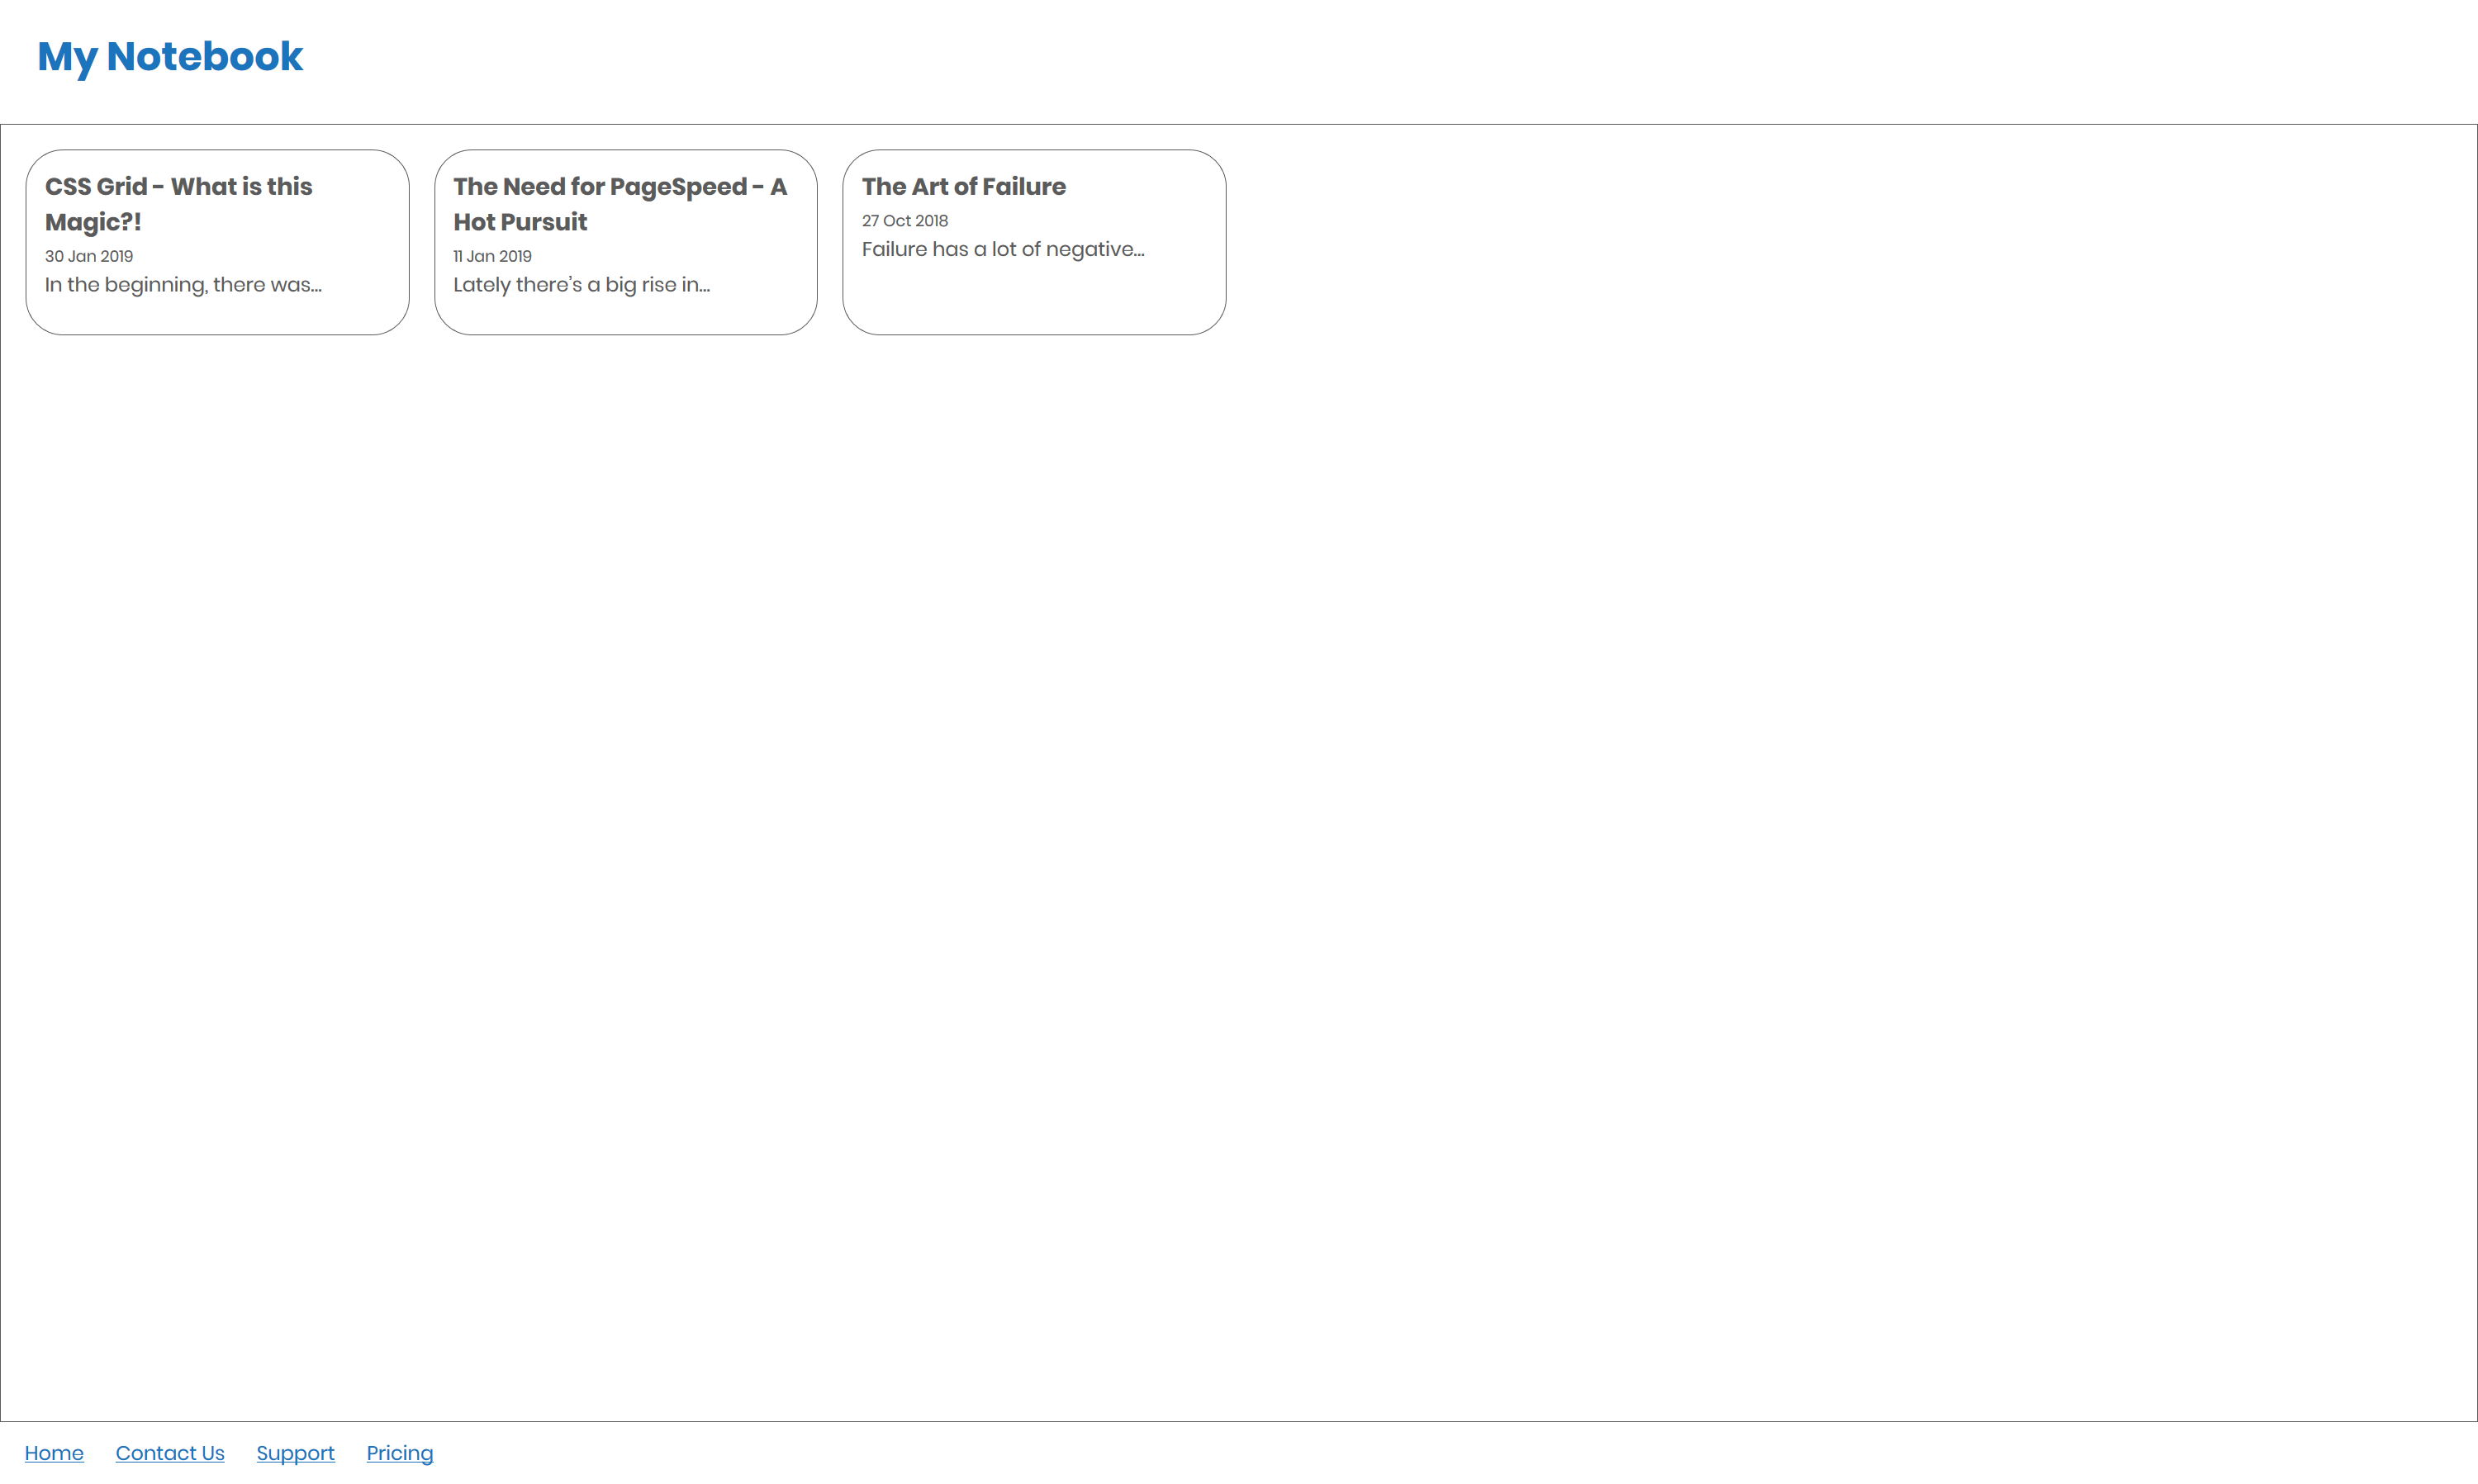 My Notebook
CSS Grid - What is this
Magic?!
30 Jan 2019
In the beginning, there was...
The Need for PageSpeed - A
Hot Pursuit
11 Jan 2019
Lately there's a big rise in...
The Art of Failure
27 Oct 2018
Failure has a lot of negative...
Home Contact Us Support Pricing